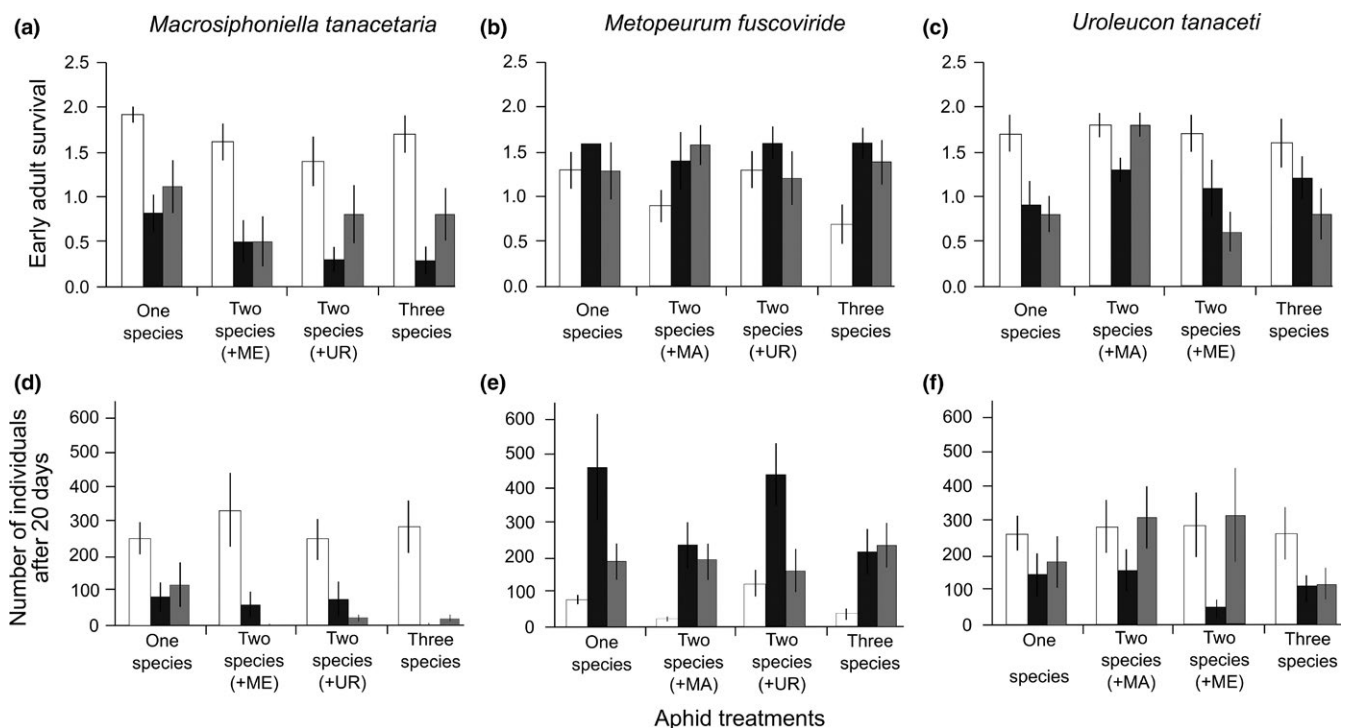 Macrosiphoniella tanacetaria
Metopeurum fuscoviride
Uroleucon tanaceti
(a)
(b)
(c)
Early adult survival
2.0
1.5
1.0
0.5
0.0
One species
Two species (+ME)
Two species (+UR)
Three species
2.0
1.5
1.0
0.5
0.0
One species
Two species (+MA)
Two species (+UR)
Three species
2.0
1.5
1.0
0.5
0.0
One species
Two species (+MA)
Two species (+ME)
Three species
(d)
(e)
(f)
Number of individuals
after 20 days
600
500
400
300
200
100
0
One species
Two species (+ME)
Two species (+UR)
Three species
600
500
400
300
200
100
0
One species
Two species (+MA)
Two species (+UR)
Three species
600
500
400
300
200
100
0
One species
Two species (+MA)
Two species (+ME)
Three species
Aphid treatments